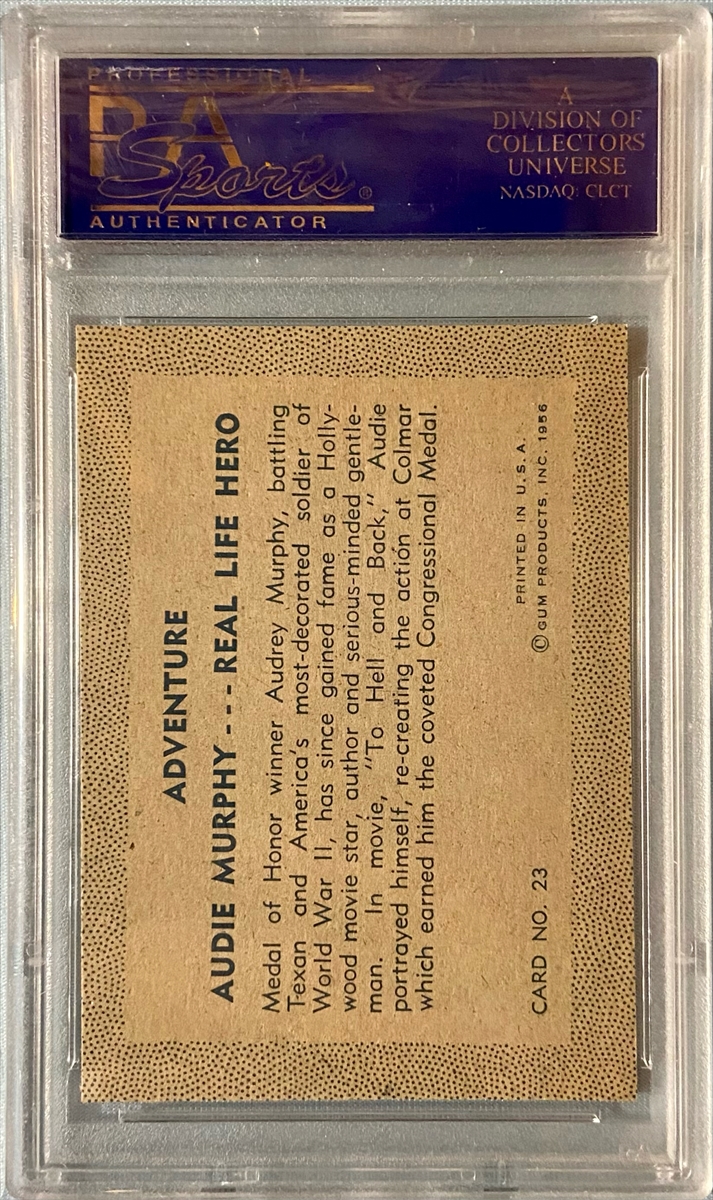 PROFESSIONAL
PSA
Sports®
AUTHENTICATOR
A
DIVISION OF
COLLECTORS
UNIVERSE
NASDAQ: CLCT
ADVENTURE
AUDIE MURPHY---REAL LIFE HERO
Medal of Honor winner Audrey Murphy, battling
Texan and America's most-decorated soldier of
World War II, has since gained fame as a Holly-
wood movie star, author and serious-minded gentle-
man. In movie, "To Hell and Back," Audie
portrayed himself, re-creating the action at Colmar
which earned him the coveted Congressional Medal.
PRINTED IN U.S.A.
CARD NO. 23 ©GUM PRODUCTS, INC. 1956